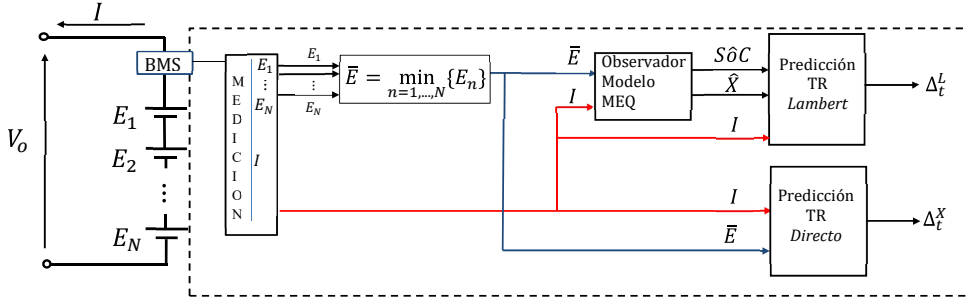 I
BMS
V_o
E_1
E_2
⋮
E_N
MEDICION
E_1
⋮
E_N
I
E_1
⋮
E_N
Ē = min_{n=1,...,N} {E_n}
Ē
I
Observador
Modelo
MEQ
SôC
X̂
I
Predicción
TR
Lambert
Δ_t^L
I
Ē
Predicción
TR
Directo
Δ_t^X